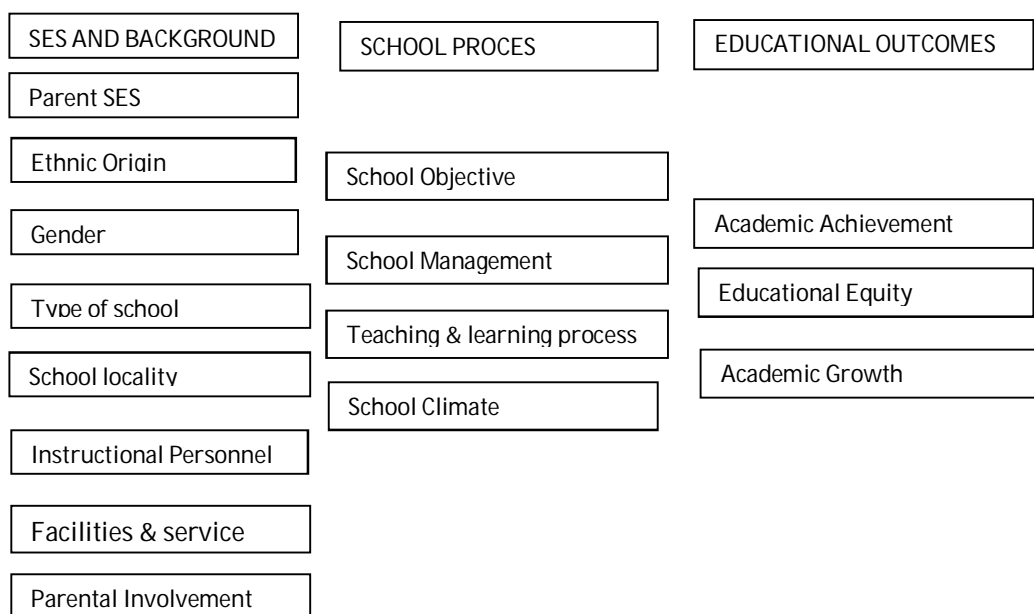 SES AND BACKGROUND
Parent SES
Ethnic Origin
Gender
Type of school
School locality
Instructional Personnel
Facilities & service
Parental Involvement
SCHOOL PROCES
School Objective
School Management
Teaching & learning process
School Climate
EDUCATIONAL OUTCOMES
Academic Achievement
Educational Equity
Academic Growth